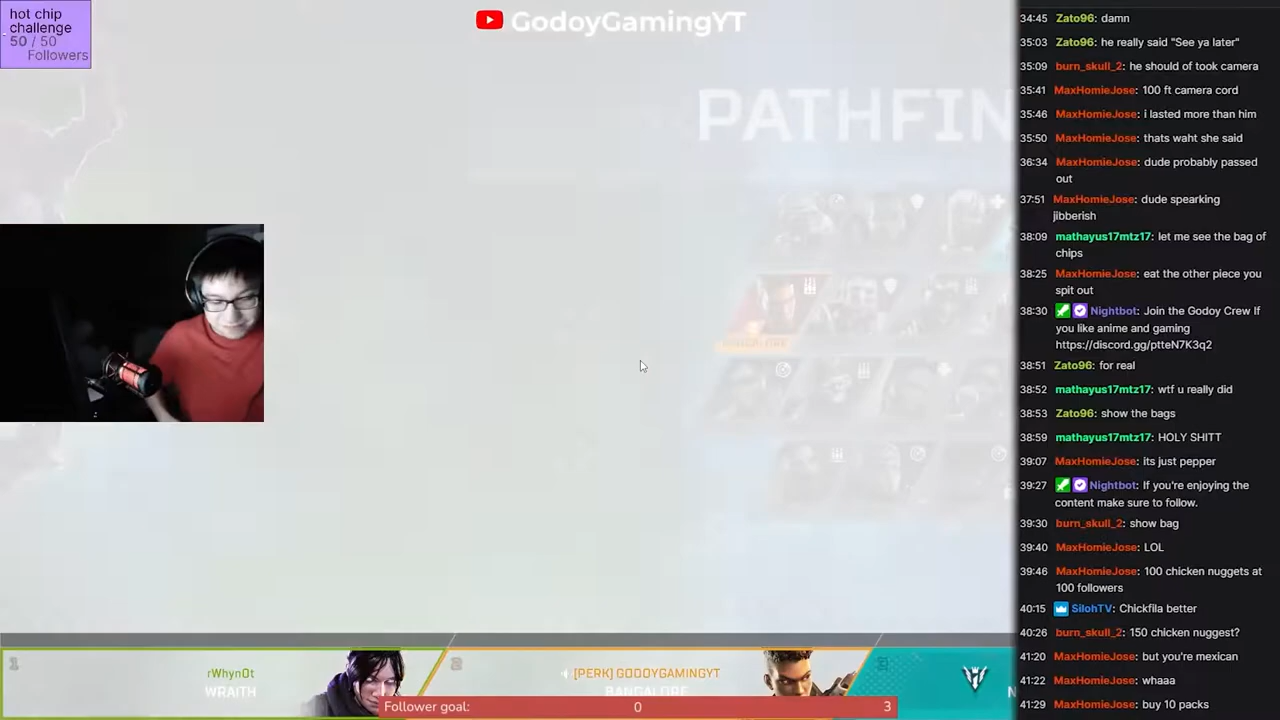 hot chip
challenge
50 / 50
Followers
GodoyGamingYT
PATHFIN
34:45 Zato96: damn
35:03 Zato96: he really said "See ya later"
35:09 burn_skull_2: he should of took camera
35:41 MaxHomieJose: 100 ft camera cord
35:46 MaxHomieJose: i lasted more than him
35:50 MaxHomieJose: thats waht she said
36:34 MaxHomieJose: dude probably passed
out
37:51 MaxHomieJose: dude spearking
jibberish
38:09 mathayus17mtz17: let me see the bag of
chips
38:25 MaxHomieJose: eat the other piece you
spit out
38:30 Nightbot: Join the Godoy Crew If
you like anime and gaming
https://discord.gg/ptteN7K3q2
38:51 Zato96: for real
38:52 mathayus17mtz17: wtf u really did
38:53 Zato96: show the bags
38:59 mathayus17mtz17: HOLY SHITT
39:07 MaxHomieJose: its just pepper
39:27 Nightbot: If you're enjoying the
content make sure to follow.
39:30 burn_skull_2: show bag
39:40 MaxHomieJose: LOL
39:46 MaxHomieJose: 100 chicken nuggets at
100 followers
40:15 SilohTV: Chickfila better
40:26 burn_skull_2: 150 chicken nuggest?
41:20 MaxHomieJose: but you're mexican
41:22 MaxHomieJose: whaaa
41:29 MaxHomieJose: buy 10 packs
1
rWhyn0t
WRAITH
2
[PERK] GODOYGAMINGYT
BANGALORE
Follower goal: 0 3